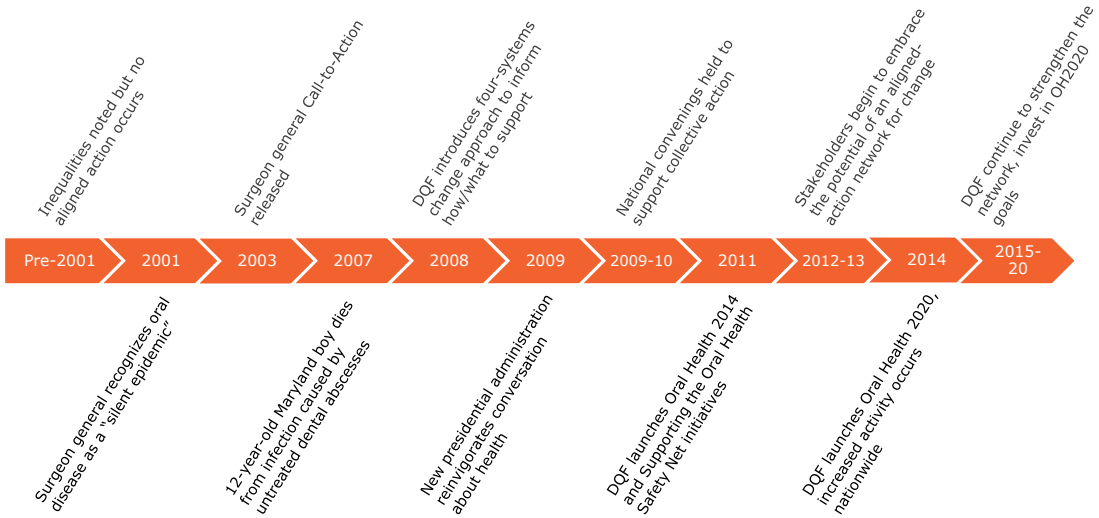 Inequalities noted but no
aligned action occurs
Surgeon general Call-to-Action
released
DQF introduces four-systems
change approach to inform
how/what to support
National convenings held to
support collective action
Stakeholders begin to embrace
the potential of an aligned-
action network for change
DQF continue to strengthen the
network, invest in OH2020
goals
Pre-2001
2001
2003
2007
2008
2009
2009-10
2011
2012-13
2014
2015-
20
Surgeon general recognizes oral
disease as a “silent epidemic”
12-year-old Maryland boy dies
from infection caused by
untreated dental abscesses
New presidential administration
reinvigorates conversation
about health
DQF launches Oral Health 2014
and Supporting the Oral Health
Safety Net initiatives
DQF launches Oral Health 2020,
increased activity occurs
nationwide